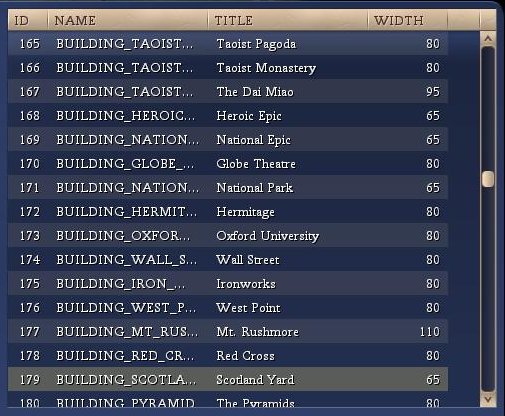 ID NAME TITLE WIDTH
165 BUILDING_TAOIST... Taoist Pagoda 80
166 BUILDING_TAOIST... Taoist Monastery 80
167 BUILDING_TAOIST... The Dai Miao 95
168 BUILDING_HEROIC... Heroic Epic 65
169 BUILDING_NATION... National Epic 65
170 BUILDING_GLOBE_... Globe Theatre 80
171 BUILDING_NATION... National Park 65
172 BUILDING_HERMIT... Hermitage 80
173 BUILDING_OXFOR... Oxford University 80
174 BUILDING_WALL_S... Wall Street 80
175 BUILDING_IRON_... Ironworks 80
176 BUILDING_WEST_P... West Point 80
177 BUILDING_MT_RUS... Mt. Rushmore 110
178 BUILDING_RED_CR... Red Cross 80
179 BUILDING_SCOTLA... Scotland Yard 65
180 BUILDING_PYRAMID The Pyramids 80